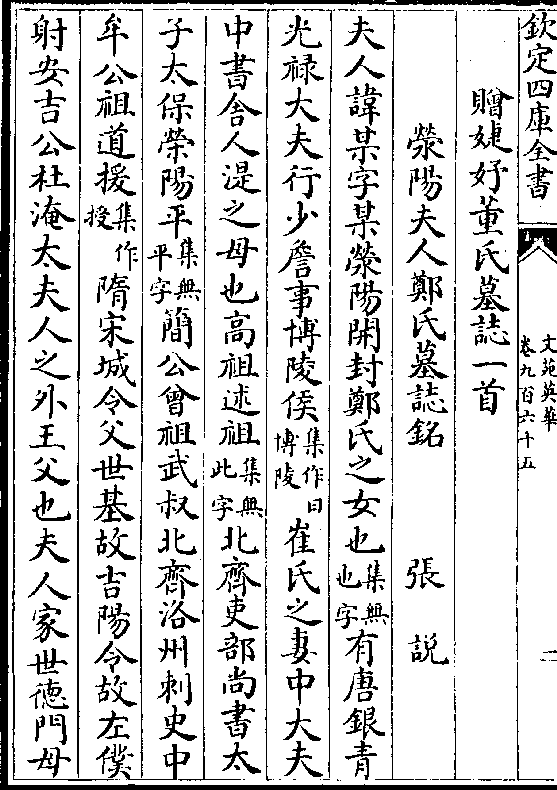 欽定四庫全書
文苑英華
卷九百六十五
二
贈婕妤董氏墓誌一首
滎陽夫人鄭氏墓誌銘 張説
夫人諱某字某滎陽開封鄭氏之女也集無也字有唐銀青
光禄大夫行少詹事博陵侯集作曰博陵崔氏之妻中大夫
中書舍人湜之母也高祖述祖集無此字北齊吏部尚書太
子太保滎陽平集無平字簡公曾祖武叔北齊洛州刺史中
牟公祖道援集作授隋宋城令父世基故吉陽令故左僕
射安吉公杜淹太夫人之外王父也夫人家世徳門母